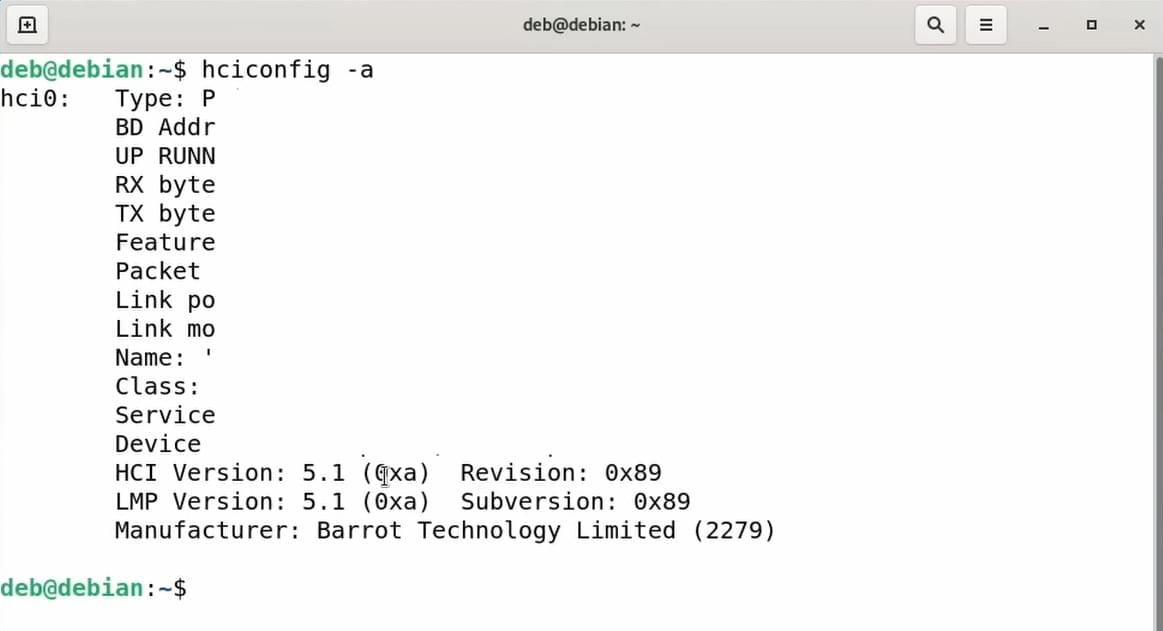 deb@debian: ~
deb@debian:~$ hciconfig -a
hci0:   Type: P
        BD Addr
        UP RUNN
        RX byte
        TX byte
        Feature
        Packet
        Link po
        Link mo
        Name: '
        Class:
        Service
        Device
        HCI Version: 5.1 (0xa)  Revision: 0x89
        LMP Version: 5.1 (0xa)  Subversion: 0x89
        Manufacturer: Barrot Technology Limited (2279)
deb@debian:~$